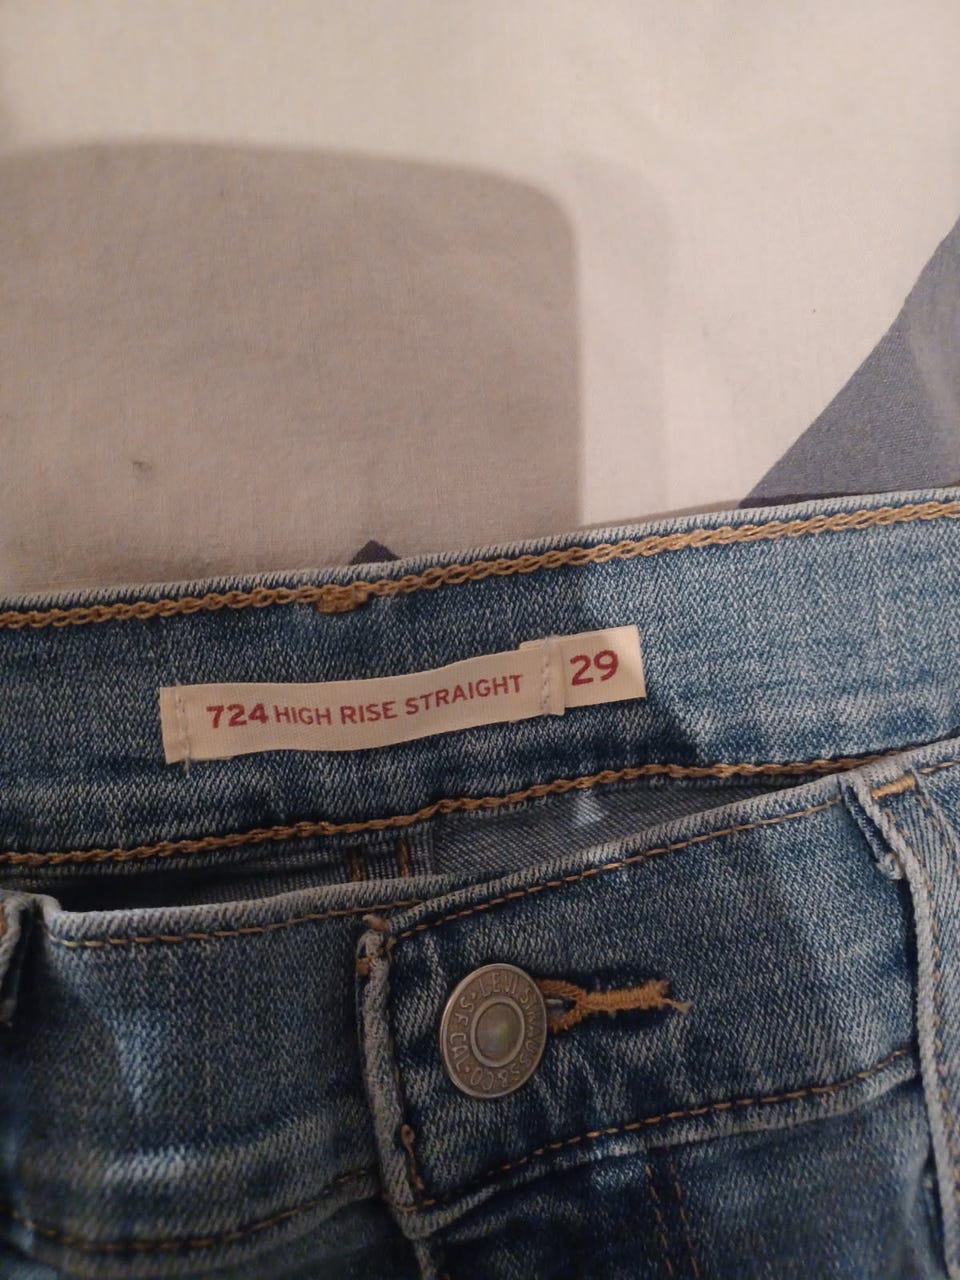 724 HIGH RISE STRAIGHT
29
LEVI STRAUSS & CO. S.F. CAL.